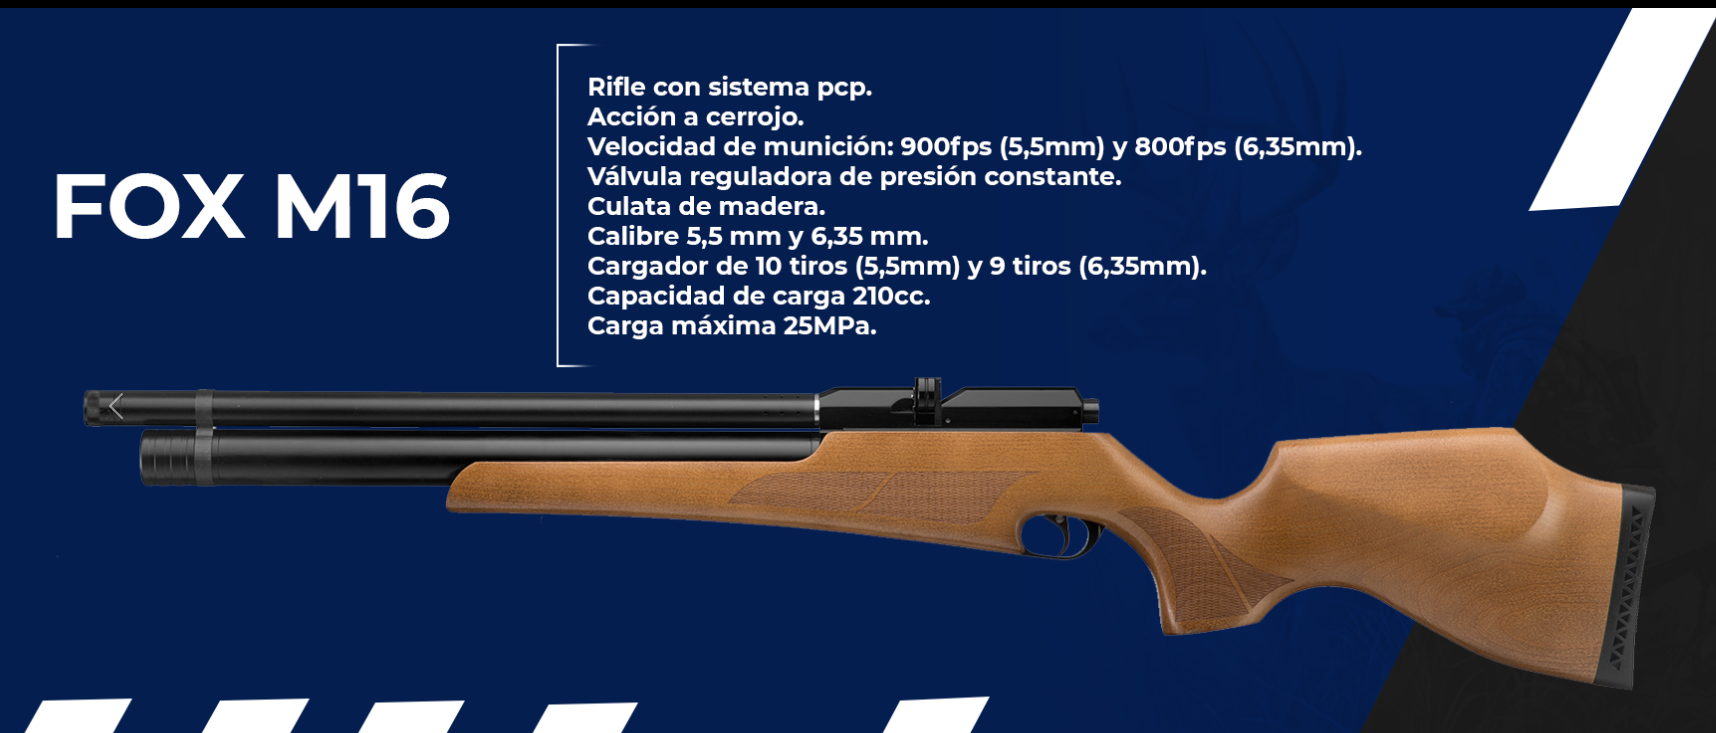 FOX M16
Rifle con sistema pcp.
Acción a cerrojo.
Velocidad de munición: 900fps (5,5mm) y 800fps (6,35mm).
Válvula reguladora de presión constante.
Culata de madera.
Calibre 5,5 mm y 6,35 mm.
Cargador de 10 tiros (5,5mm) y 9 tiros (6,35mm).
Capacidad de carga 210cc.
Carga máxima 25MPa.